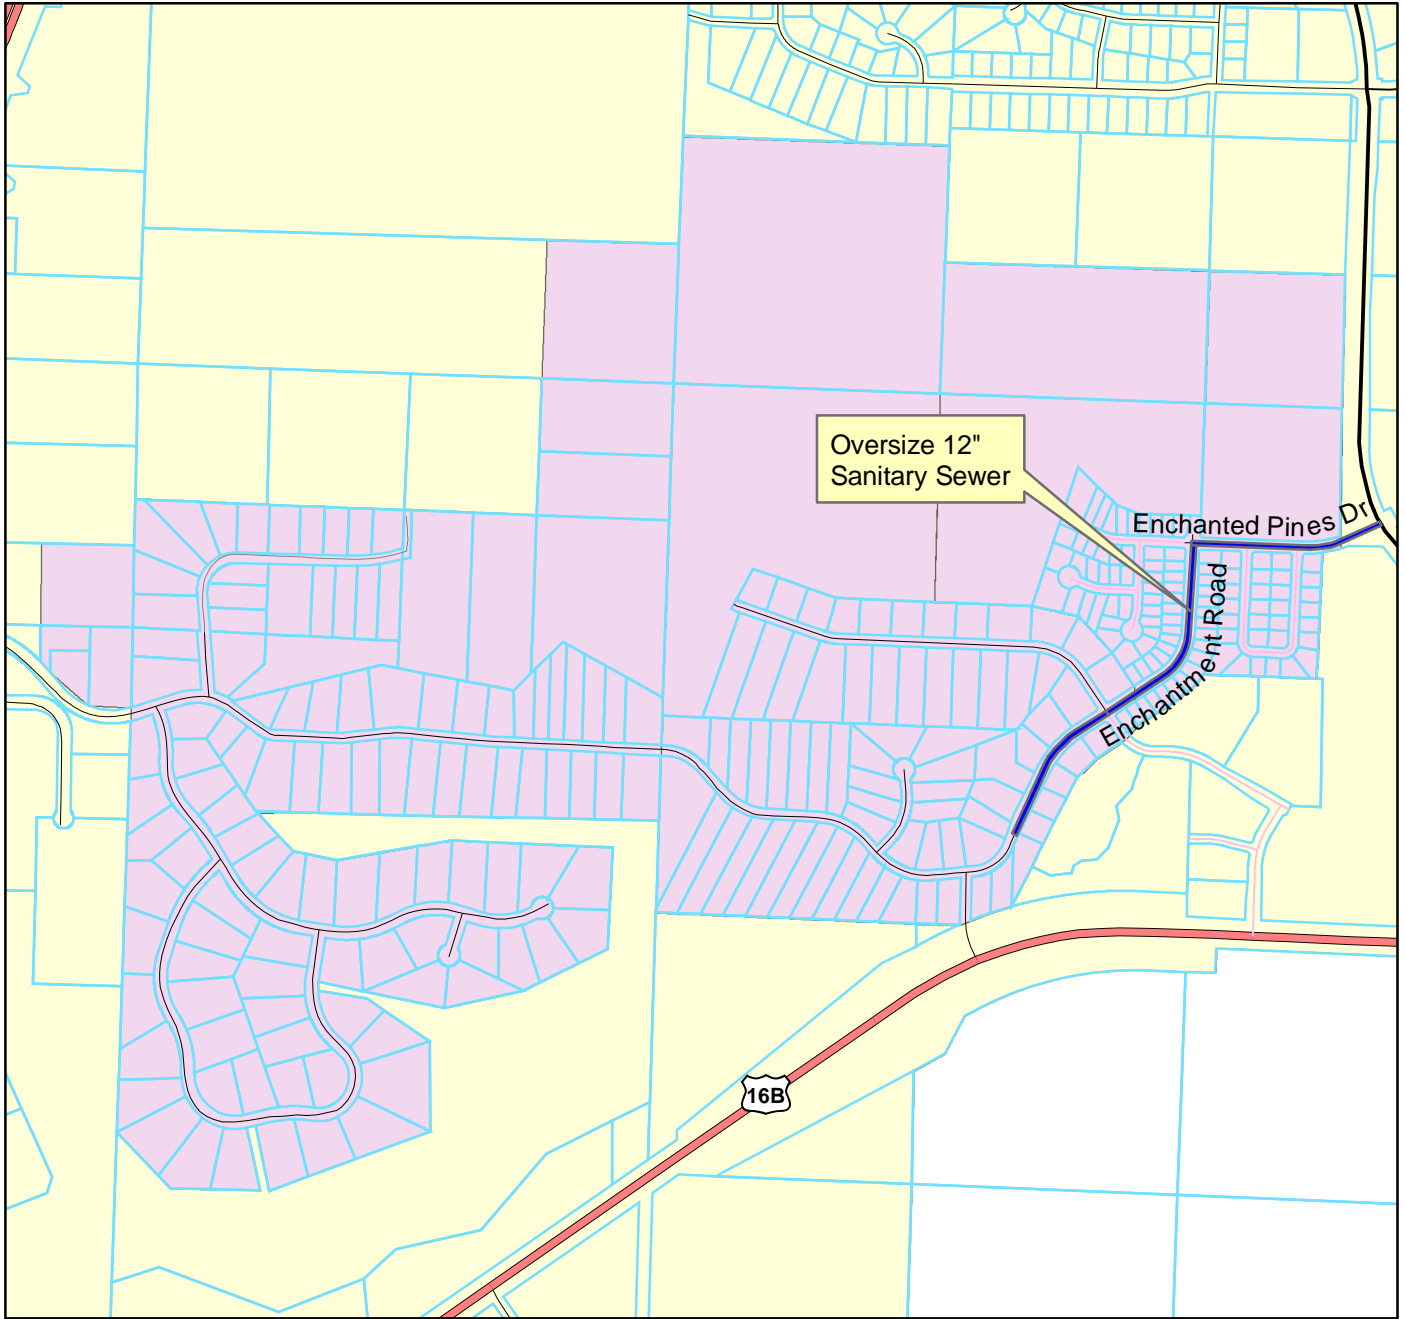 Oversize 12"
Sanitary Sewer
Enchanted Pines Dr
Enchantment Road
16B